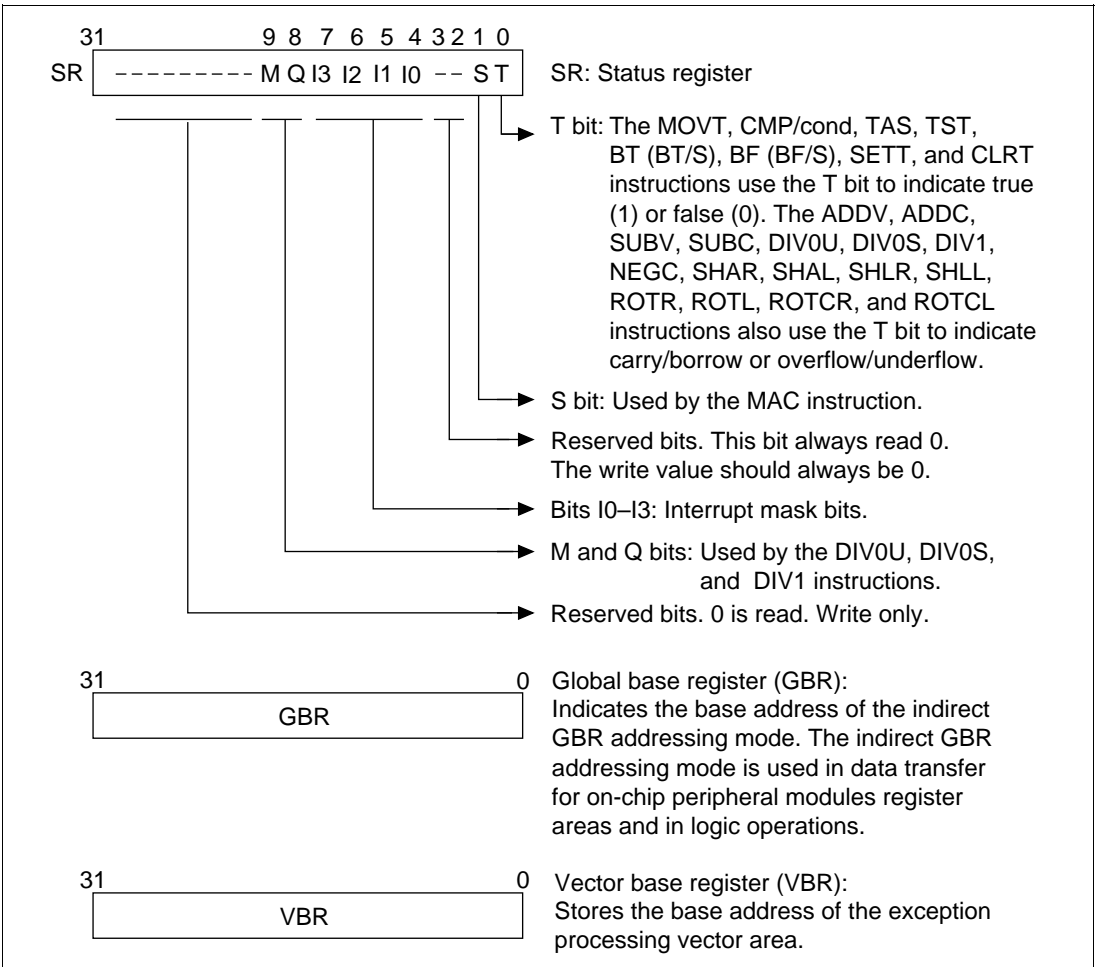 31 9 8 7 6 5 4 3 2 1 0
SR --------- M Q I3 I2 I1 I0 -- S T SR: Status register
T bit: The MOVT, CMP/cond, TAS, TST,
BT (BT/S), BF (BF/S), SETT, and CLRT
instructions use the T bit to indicate true
(1) or false (0). The ADDV, ADDC,
SUBV, SUBC, DIV0U, DIV0S, DIV1,
NEGC, SHAR, SHAL, SHLR, SHLL,
ROTR, ROTL, ROTCR, and ROTCL
instructions also use the T bit to indicate
carry/borrow or overflow/underflow.
S bit: Used by the MAC instruction.
Reserved bits. This bit always read 0.
The write value should always be 0.
Bits I0–I3: Interrupt mask bits.
M and Q bits: Used by the DIV0U, DIV0S,
and DIV1 instructions.
Reserved bits. 0 is read. Write only.
31 0 Global base register (GBR):
GBR Indicates the base address of the indirect
GBR addressing mode. The indirect GBR
addressing mode is used in data transfer
for on-chip peripheral modules register
areas and in logic operations.
31 0 Vector base register (VBR):
VBR Stores the base address of the exception
processing vector area.